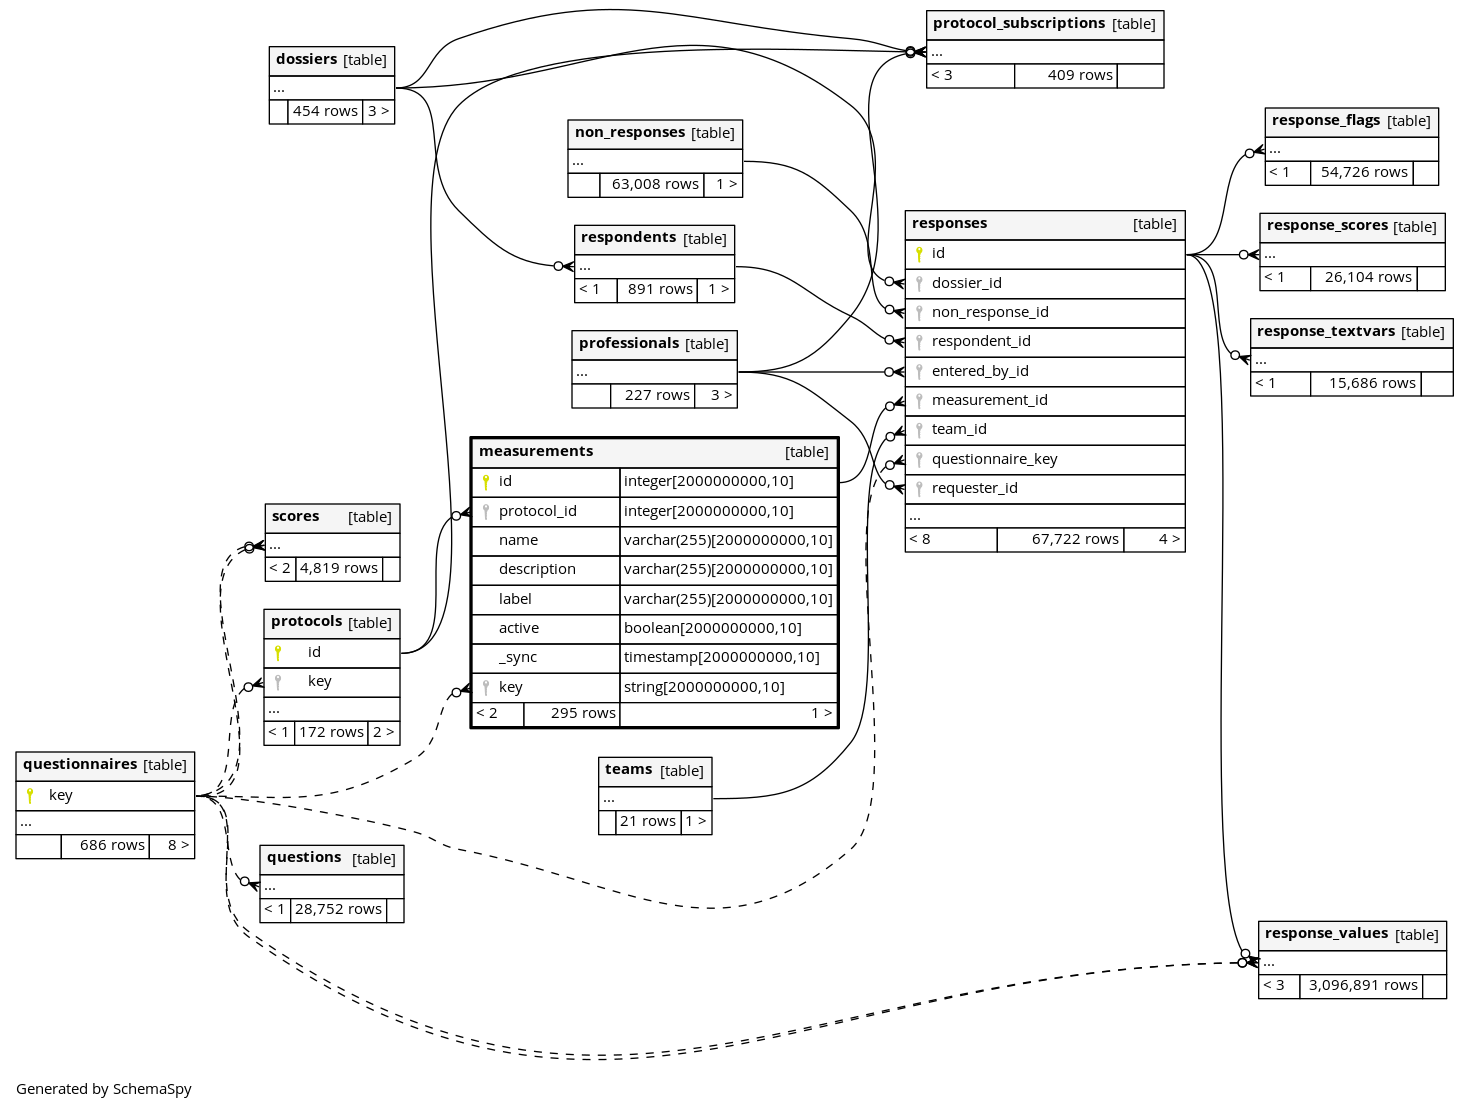 protocol_subscriptions [table]
...
< 3 409 rows
dossiers [table]
...
454 rows 3 >
non_responses [table]
...
63,008 rows 1 >
response_flags [table]
...
< 1 54,726 rows
respondents [table]
...
< 1 891 rows 1 >
responses [table]
id
dossier_id
non_response_id
respondent_id
entered_by_id
measurement_id
team_id
questionnaire_key
requester_id
...
< 8 67,722 rows 4 >
response_scores [table]
...
< 1 26,104 rows
response_textvars [table]
...
< 1 15,686 rows
professionals [table]
...
227 rows 3 >
measurements [table]
id integer[2000000000,10]
protocol_id integer[2000000000,10]
name varchar(255)[2000000000,10]
description varchar(255)[2000000000,10]
label varchar(255)[2000000000,10]
active boolean[2000000000,10]
_sync timestamp[2000000000,10]
key string[2000000000,10]
< 2 295 rows 1 >
scores [table]
...
< 2 4,819 rows
protocols [table]
id
key
...
< 1 172 rows 2 >
questionnaires [table]
key
...
686 rows 8 >
teams [table]
...
21 rows 1 >
questions [table]
...
< 1 28,752 rows
response_values [table]
...
< 3 3,096,891 rows
Generated by SchemaSpy